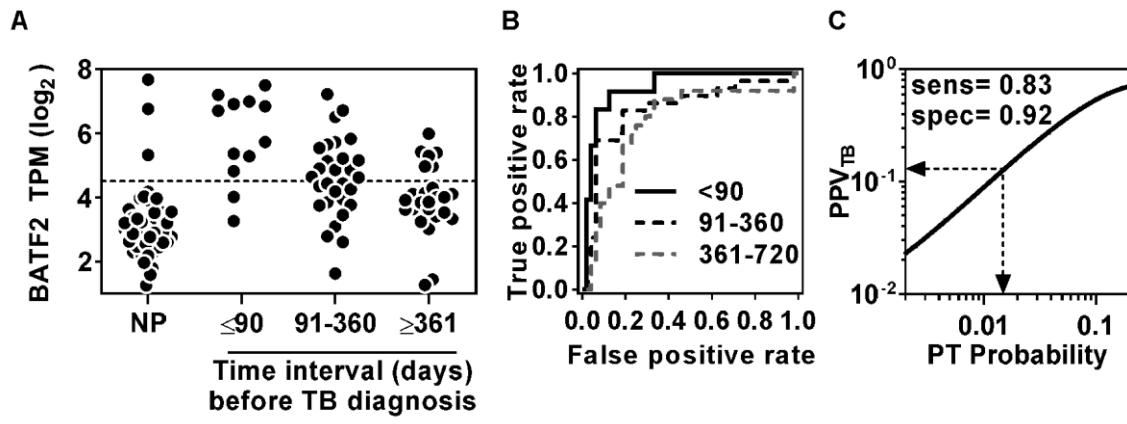 A
BATF2 TPM (log₂)
8
6
4
2
NP
≤90
91-360
≥361
Time interval (days)
before TB diagnosis
B
True positive rate
1.0
0.8
0.6
0.4
0.2
0.0
<90
91-360
361-720
0.0 0.2 0.4 0.6 0.8 1.0
False positive rate
C
PPV_TB
10⁰
10⁻¹
10⁻²
sens= 0.83
spec= 0.92
0.01
0.1
PT Probability